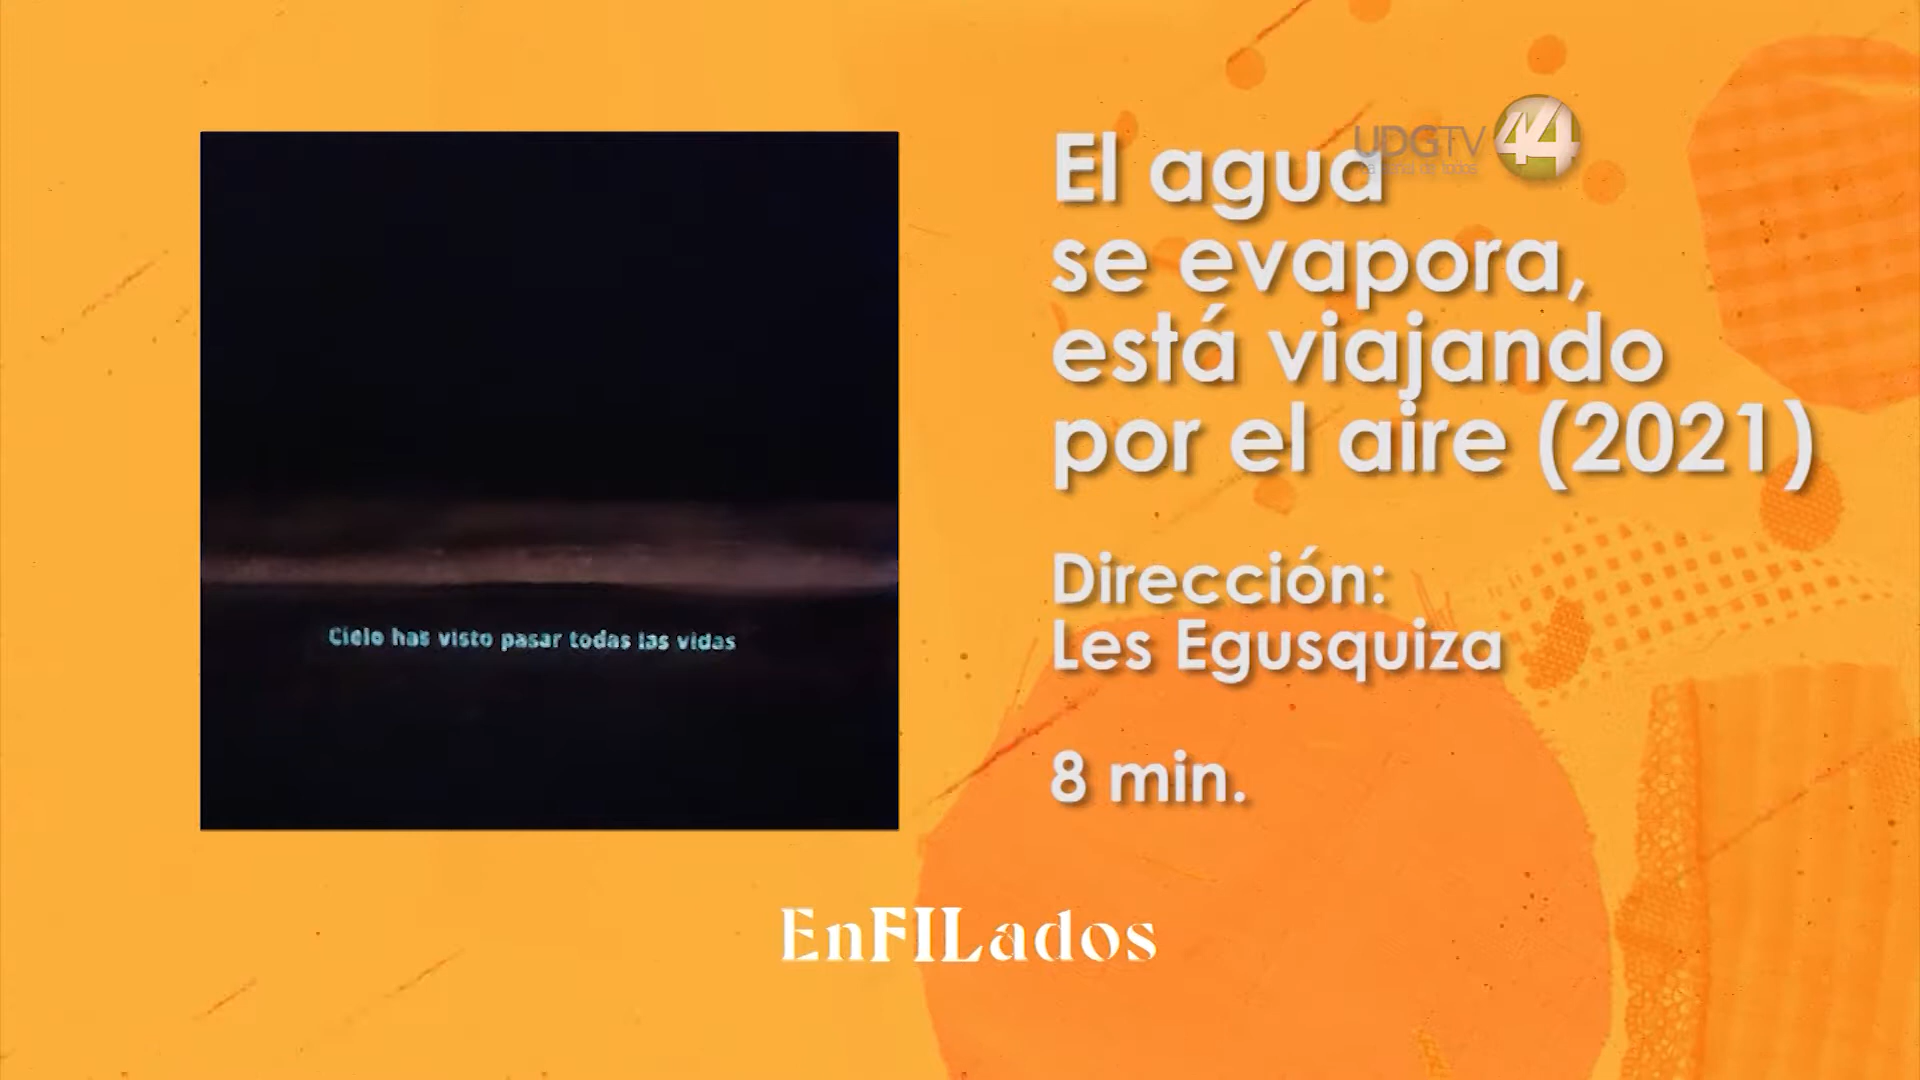 El agua
se evapora,
está viajando
por el aire (2021)
UDGTV 44
Dirección:
Les Egusquiza
8 min.
Cielo has visto pasar todas las vidas
EnFILados